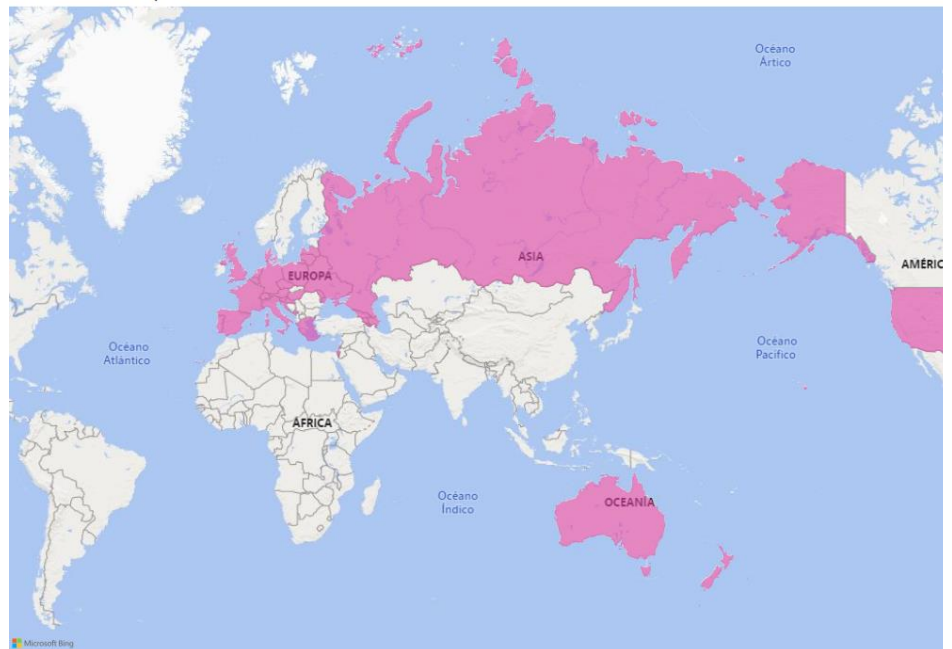 Océano
Ártico
ASIA
EUROPA
AMÉRIC
Océano
Atlántico
Océano
Pacífico
ÁFRICA
Océano
Índico
OCEANÍA
Microsoft Bing